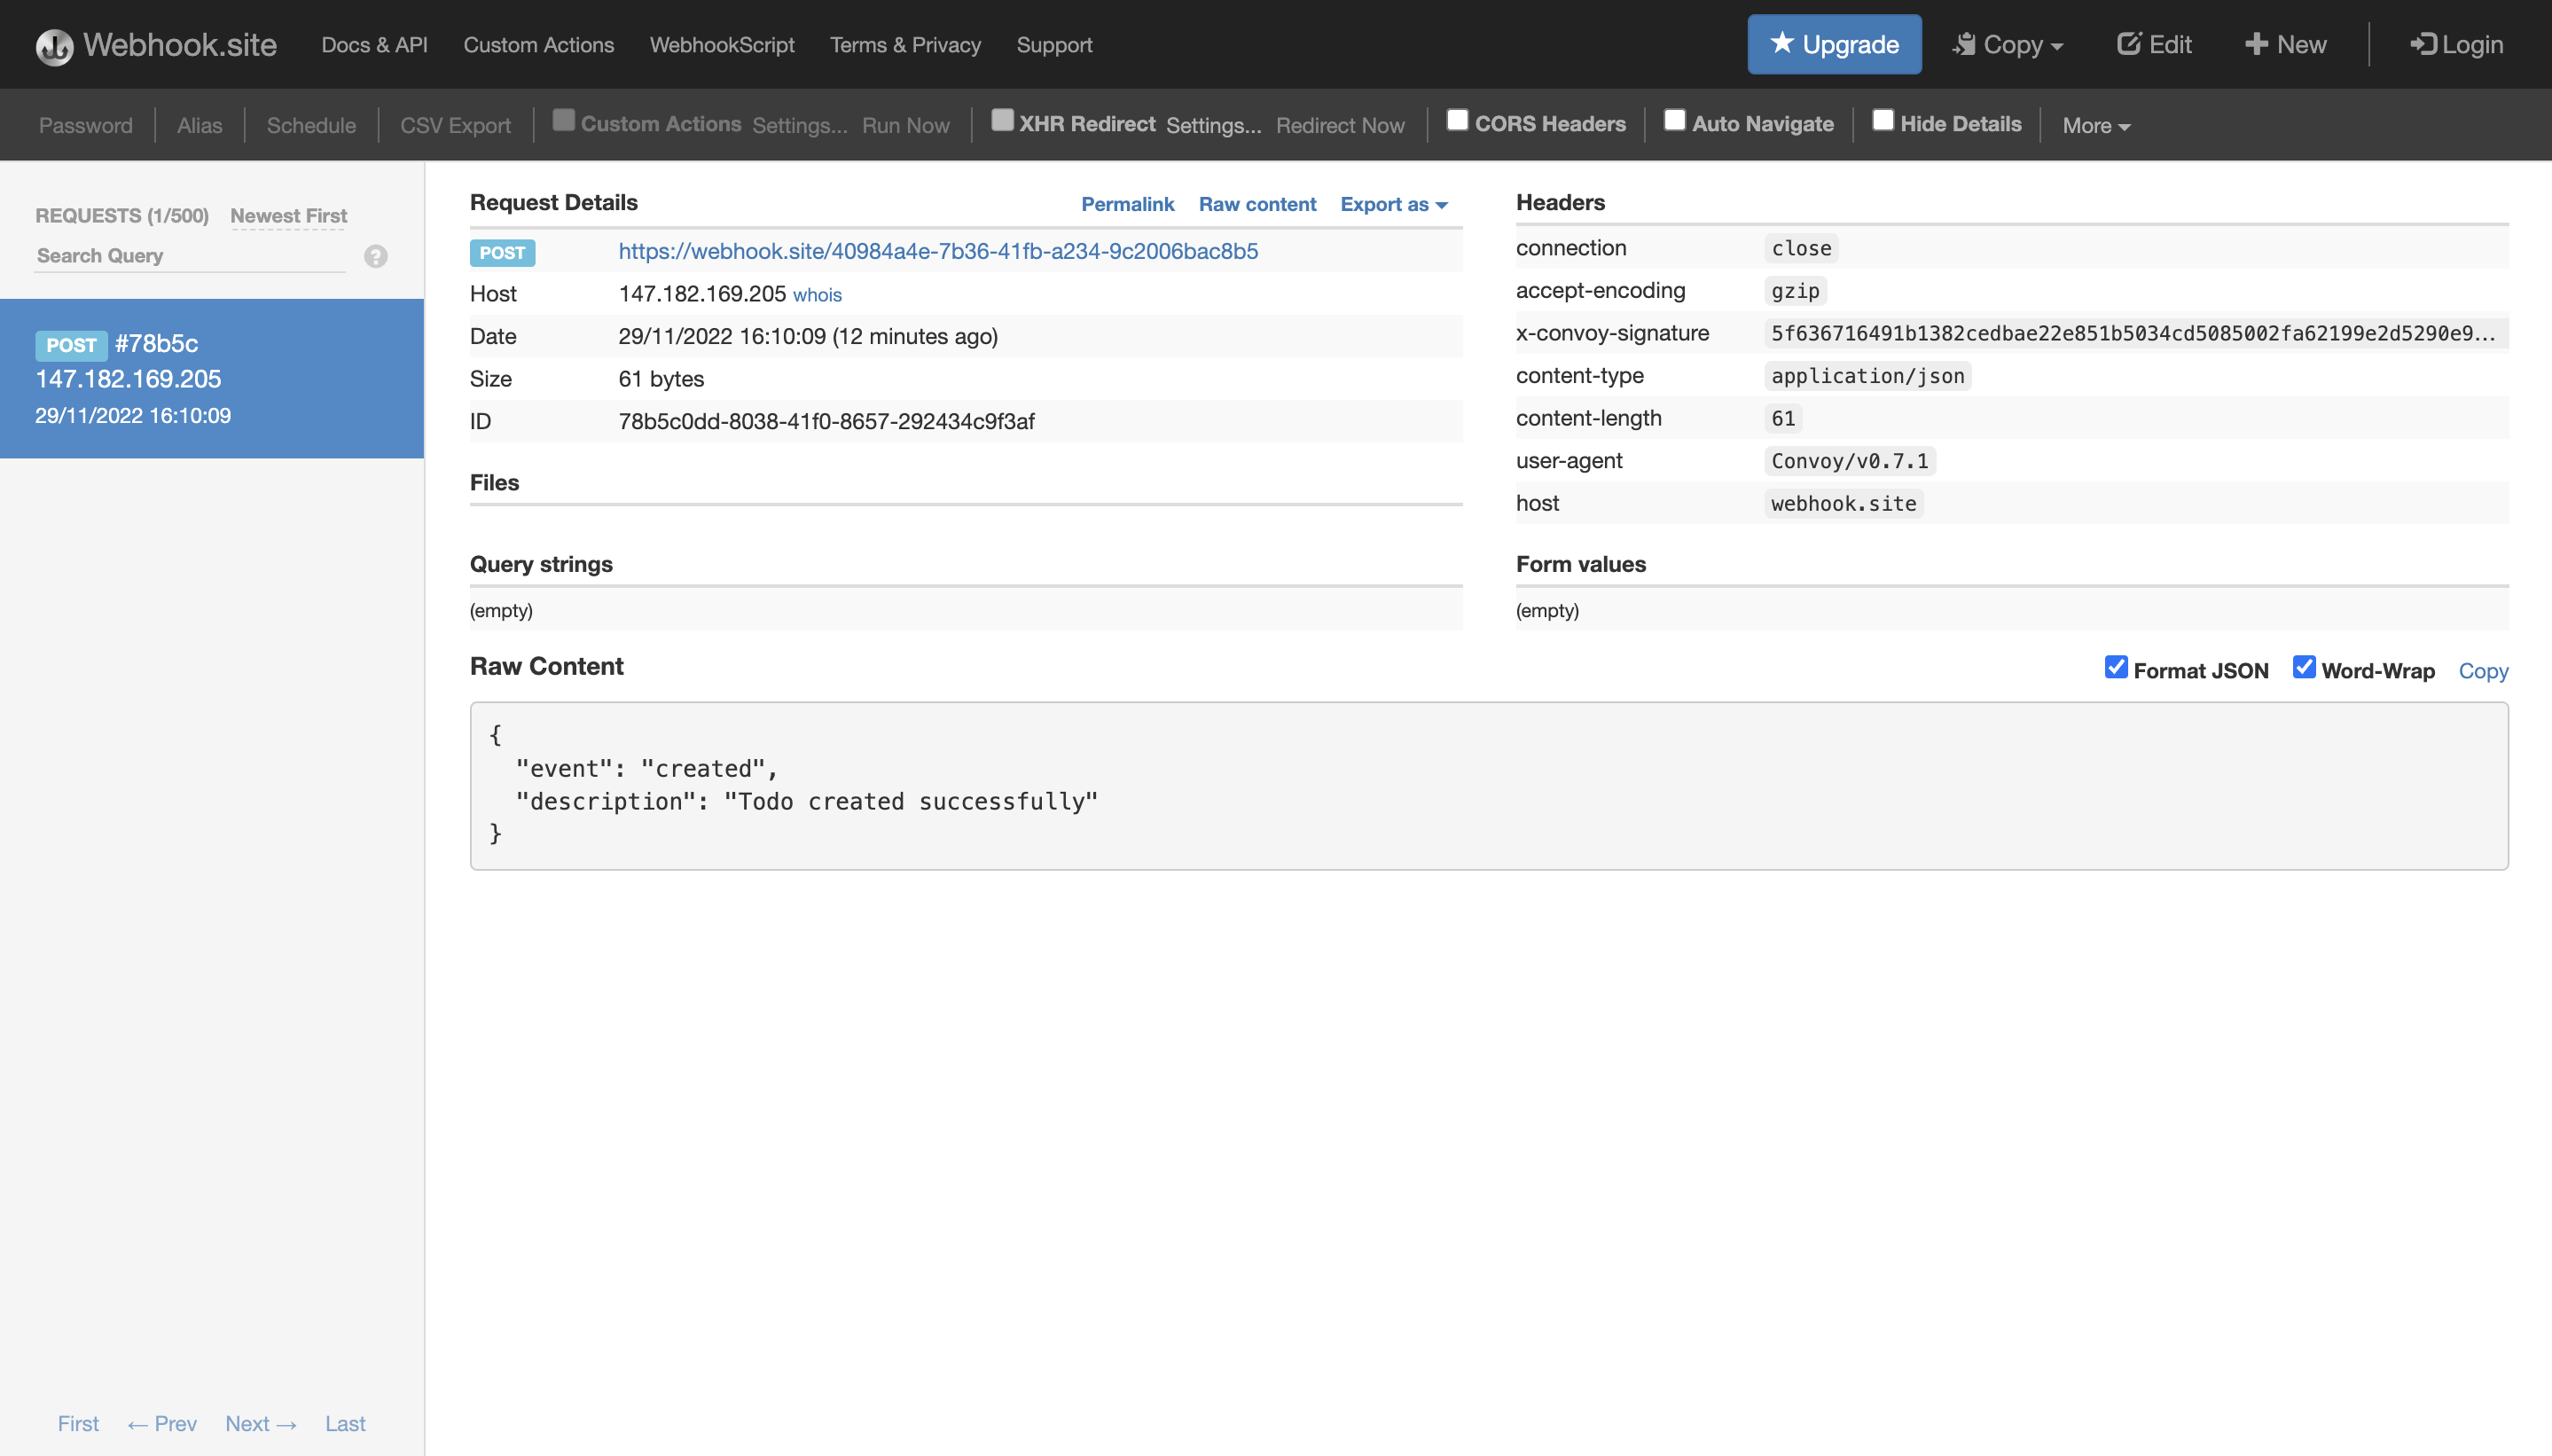 Webhook.site Docs & API Custom Actions WebhookScript Terms & Privacy Support Upgrade Copy Edit New Login
Password Alias Schedule CSV Export Custom Actions Settings... Run Now XHR Redirect Settings... Redirect Now CORS Headers Auto Navigate Hide Details More
REQUESTS (1/500) Newest First
Search Query ?
POST #78b5c
147.182.169.205
29/11/2022 16:10:09
First ← Prev Next → Last
Request Details Permalink Raw content Export as
POST https://webhook.site/40984a4e-7b36-41fb-a234-9c2006bac8b5
Host 147.182.169.205 whois
Date 29/11/2022 16:10:09 (12 minutes ago)
Size 61 bytes
ID 78b5c0dd-8038-41f0-8657-292434c9f3af
Files
Query strings
(empty)
Headers
connection close
accept-encoding gzip
x-convoy-signature 5f636716491b1382cedbae22e851b5034cd5085002fa62199e2d5290e9...
content-type application/json
content-length 61
user-agent Convoy/v0.7.1
host webhook.site
Form values
(empty)
Raw Content Format JSON Word-Wrap Copy
{
"event": "created",
"description": "Todo created successfully"
}